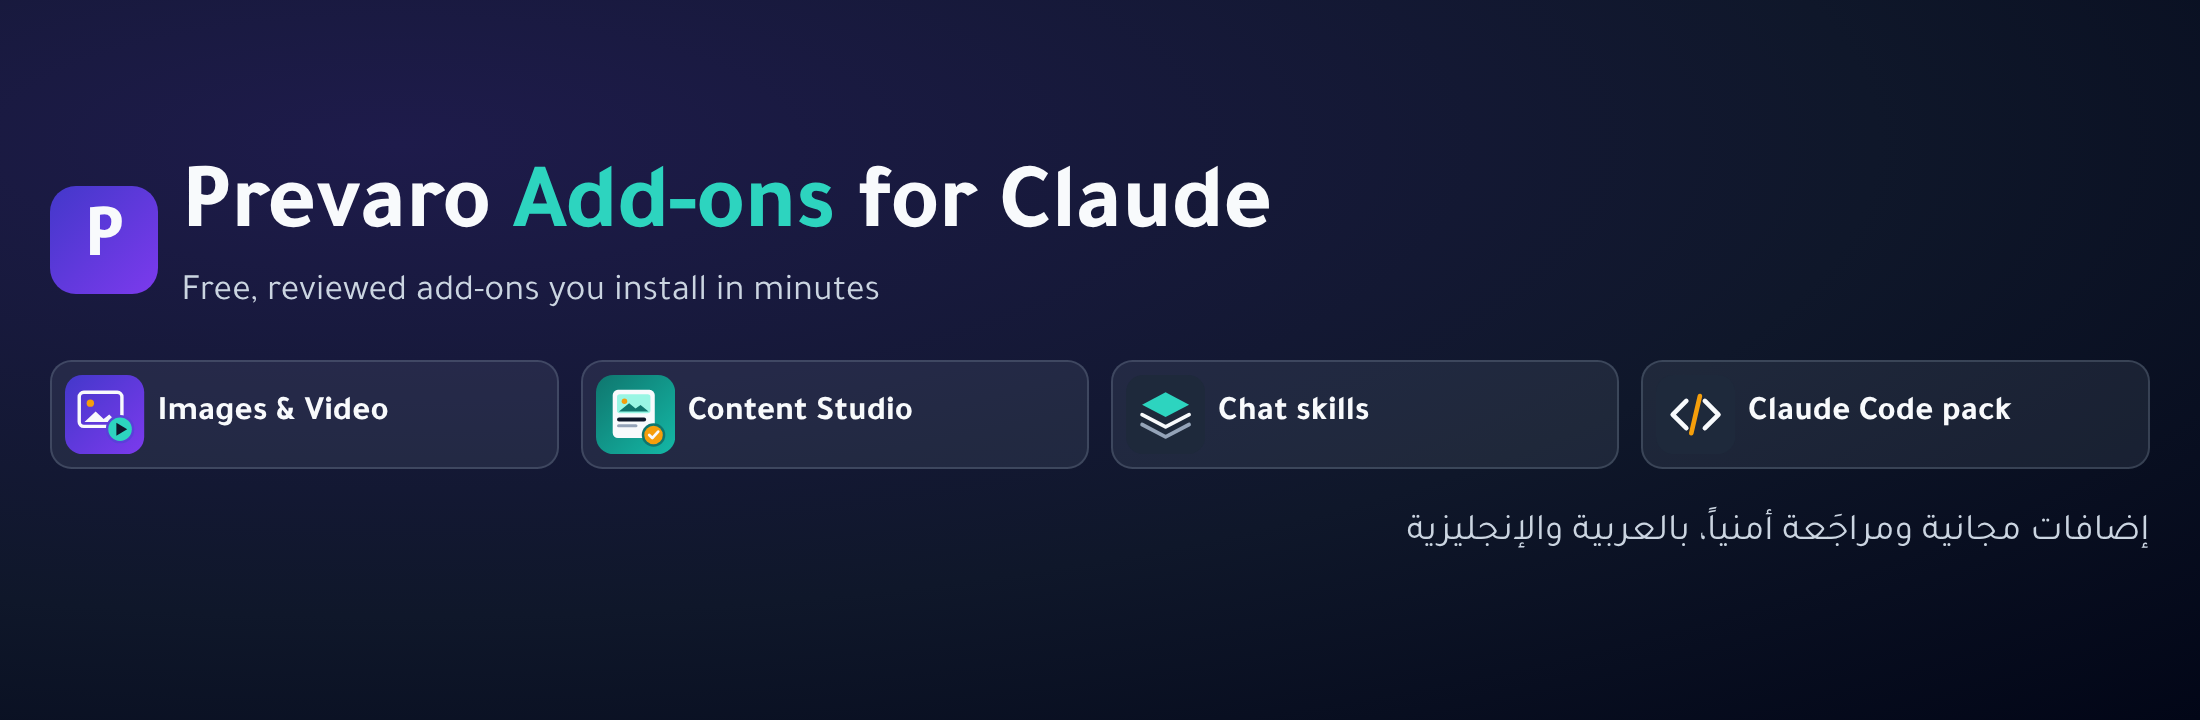 P
Prevaro Add-ons for Claude
Free, reviewed add-ons you install in minutes
Images & Video
Content Studio
Chat skills
Claude Code pack
إضافات مجانية ومراجَعة أمنياً، بالعربية والإنجليزية